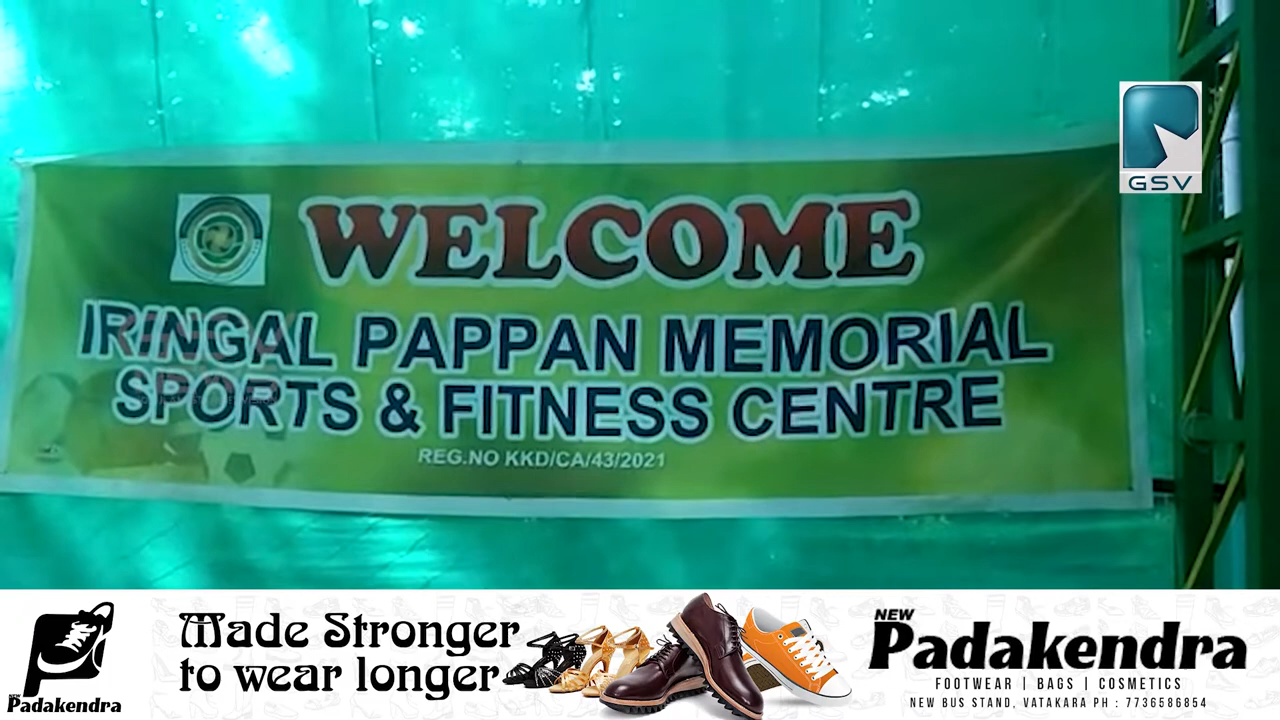 GSV
WELCOME
IRINGAL PAPPAN MEMORIAL
SPORTS & FITNESS CENTRE
REG.NO KKD/CA/43/2021
Made Stronger
to wear longer
NEW
Padakendra
NEW
Padakendra
FOOTWEAR | BAGS | COSMETICS
NEW BUS STAND, VATAKARA PH : 7736586854